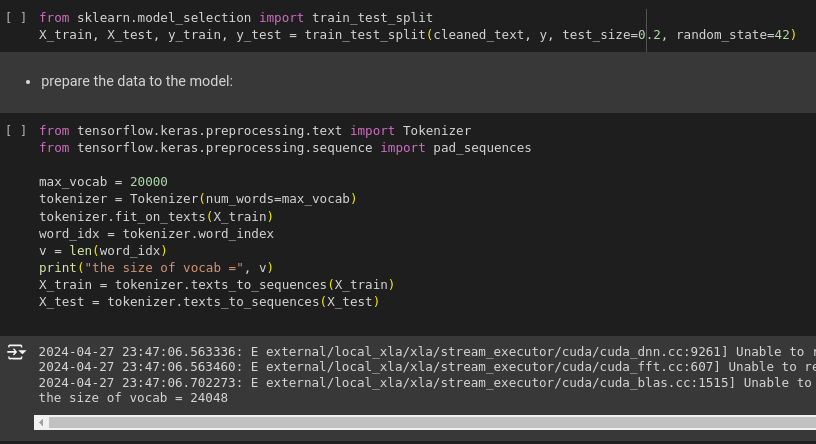 [ ] from sklearn.model_selection import train_test_split
X_train, X_test, y_train, y_test = train_test_split(cleaned_text, y, test_size=0.2, random_state=42)
• prepare the data to the model:
[ ] from tensorflow.keras.preprocessing.text import Tokenizer
from tensorflow.keras.preprocessing.sequence import pad_sequences
max_vocab = 20000
tokenizer = Tokenizer(num_words=max_vocab)
tokenizer.fit_on_texts(X_train)
word_idx = tokenizer.word_index
v = len(word_idx)
print("the size of vocab =", v)
X_train = tokenizer.texts_to_sequences(X_train)
X_test = tokenizer.texts_to_sequences(X_test)
2024-04-27 23:47:06.563336: E external/local_xla/xla/stream_executor/cuda/cuda_dnn.cc:9261] Unable to
2024-04-27 23:47:06.563460: E external/local_xla/xla/stream_executor/cuda/cuda_fft.cc:607] Unable to re
2024-04-27 23:47:06.702273: E external/local_xla/xla/stream_executor/cuda/cuda_blas.cc:1515] Unable to
the size of vocab = 24048